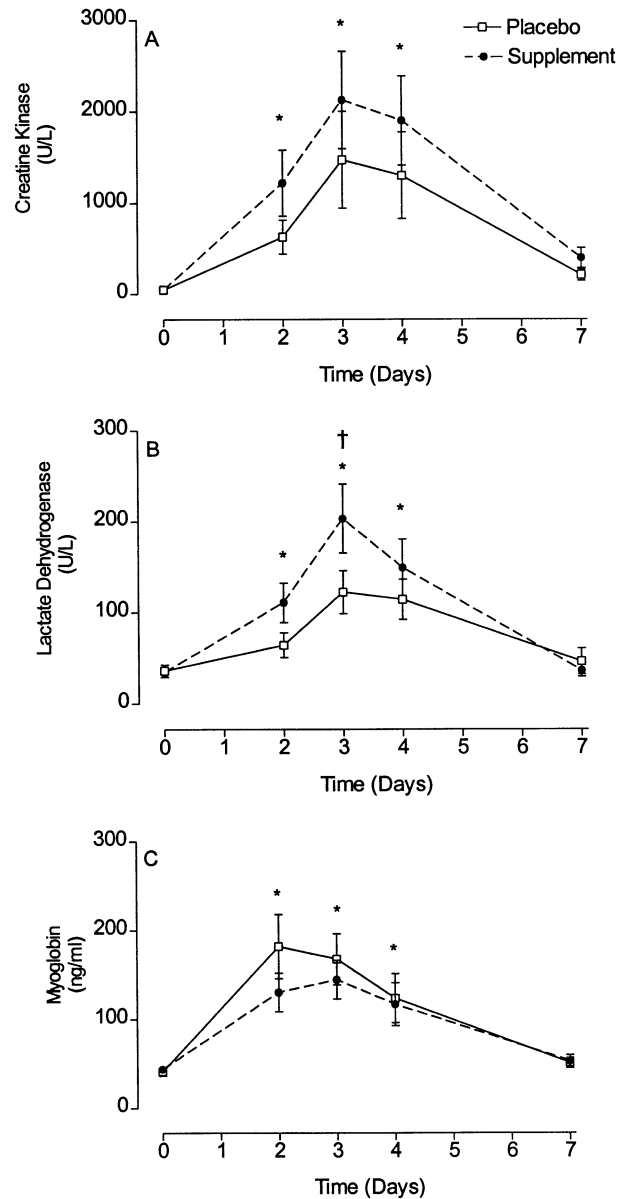 A
Placebo
Supplement
Creatine Kinase
(U/L)
3000
2000
1000
0
*
*
*
0 1 2 3 4 5 6 7
Time (Days)
B
Lactate Dehydrogenase
(U/L)
300
200
100
0
*
†
*
*
0 1 2 3 4 5 6 7
Time (Days)
C
Myoglobin
(ng/ml)
300
200
100
0
*
*
*
0 1 2 3 4 5 6 7
Time (Days)